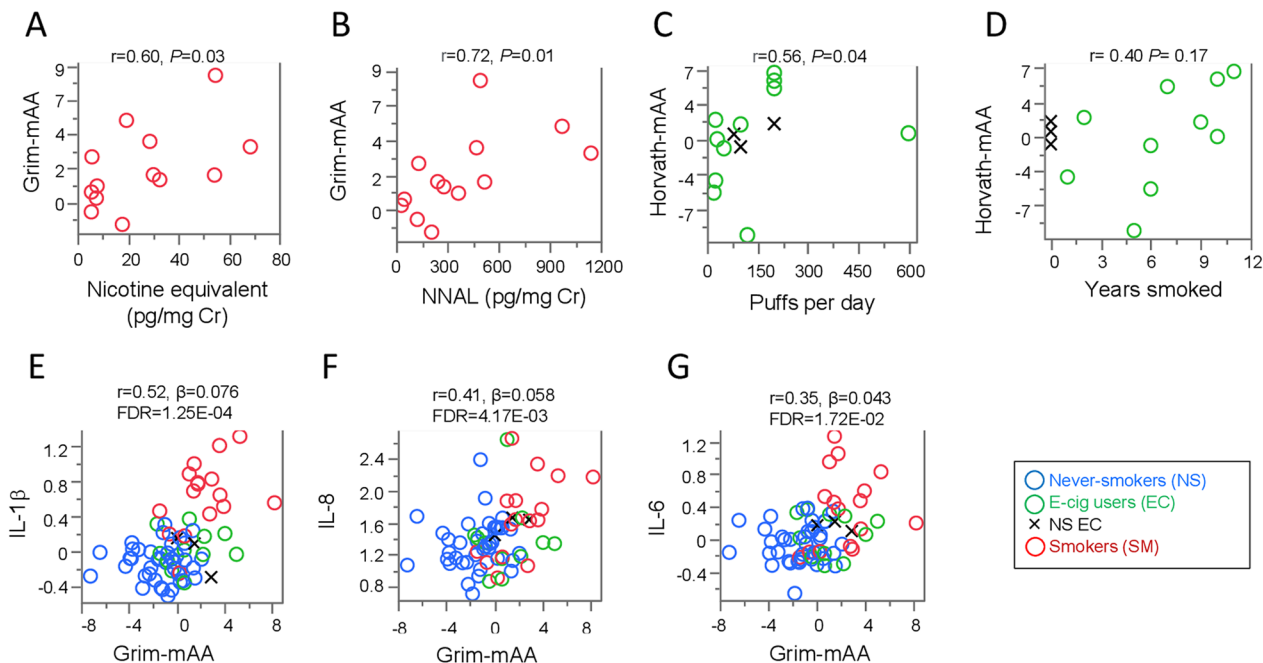 A
r=0.60, P=0.03
Grim-mAA
9
7
4
2
0
0 20 40 60 80
Nicotine equivalent
(pg/mg Cr)
B
r=0.72, P=0.01
Grim-mAA
9
7
4
2
0
0 300 600 900 1200
NNAL (pg/mg Cr)
C
r=0.56, P=0.04
Horvath-mAA
7
4
0
-4
-7
0 150 300 450 600
Puffs per day
D
r= 0.40 P= 0.17
Horvath-mAA
7
4
0
-4
-7
0 3 6 9 12
Years smoked
E
r=0.52, β=0.076
FDR=1.25E-04
IL-1β
1.2
0.8
0.4
0
-0.4
-8 -4 0 4 8
Grim-mAA
F
r=0.41, β=0.058
FDR=4.17E-03
IL-8
2.4
2.0
1.6
1.2
0.8
-8 -4 0 4 8
Grim-mAA
G
r=0.35, β=0.043
FDR=1.72E-02
IL-6
1.2
0.8
0.4
0
-0.4
-8 -4 0 4 8
Grim-mAA
Never-smokers (NS)
E-cig users (EC)
NS EC
Smokers (SM)